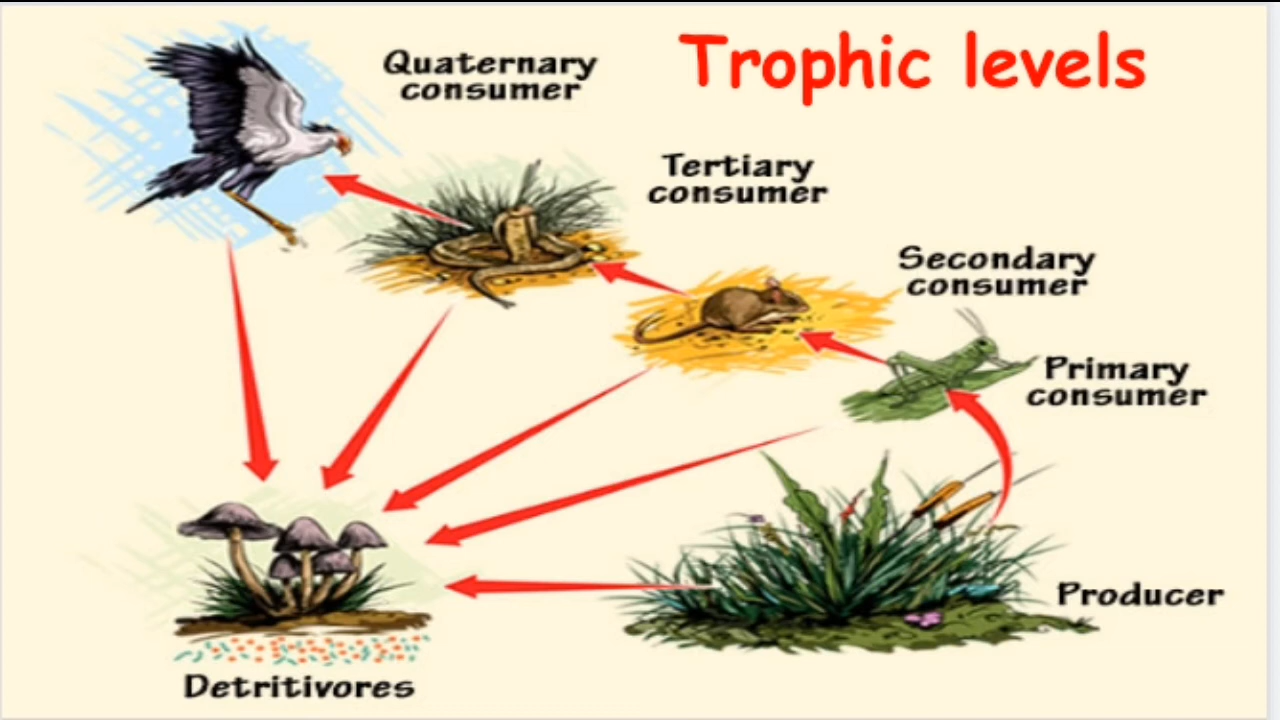 Trophic levels
Quaternary
consumer
Tertiary
consumer
Secondary
consumer
Primary
consumer
Producer
Detritivores